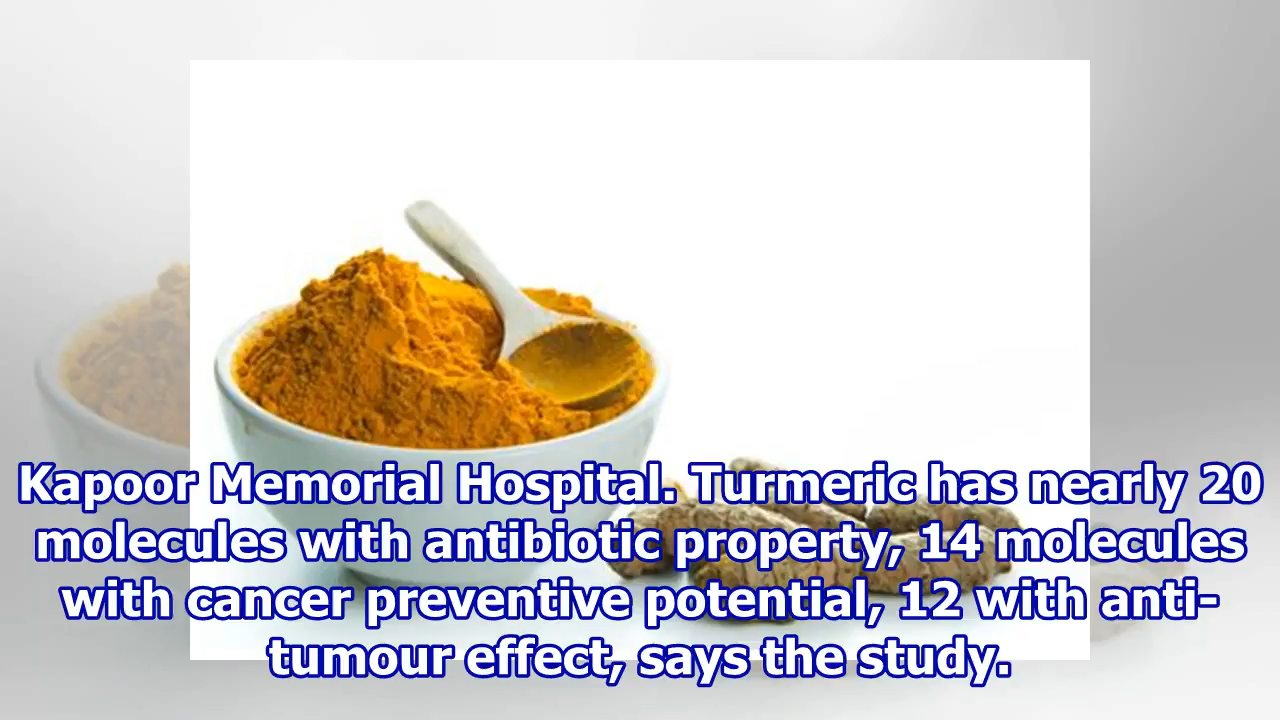 Kapoor Memorial Hospital. Turmeric has nearly 20
molecules with antibiotic property, 14 molecules
with cancer preventive potential, 12 with anti-
tumour effect, says the study.